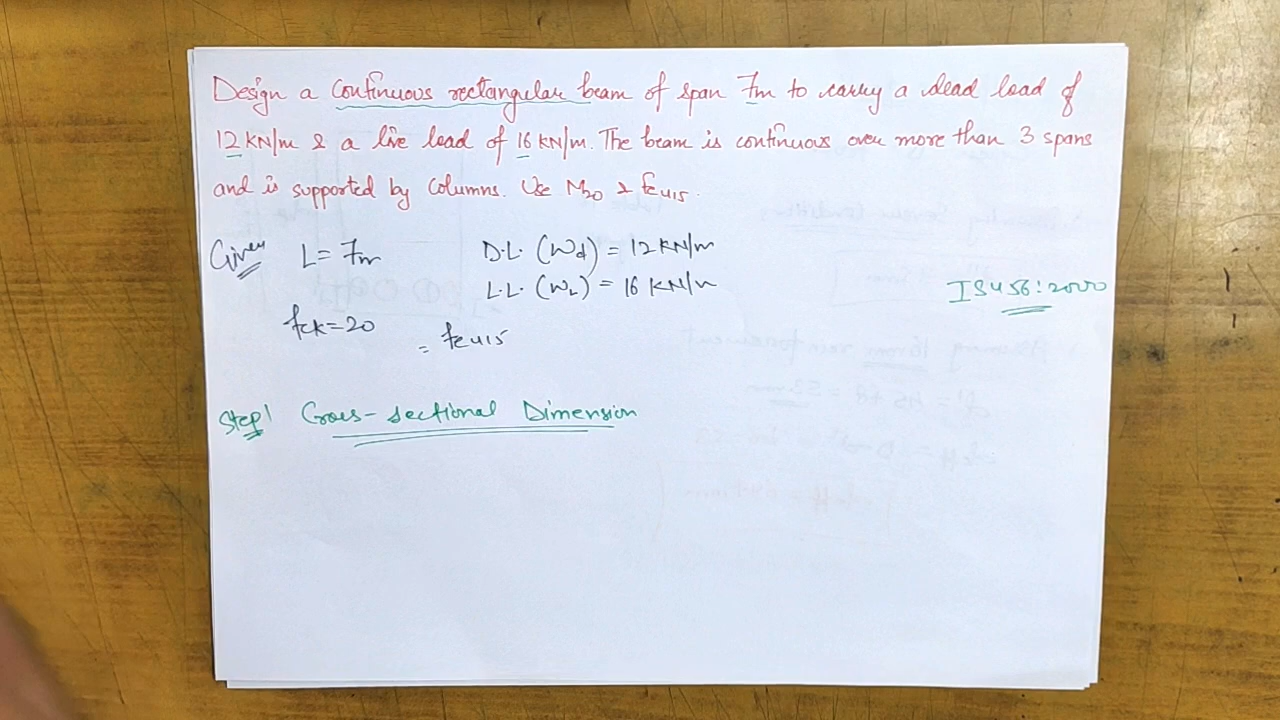 Design a continuous rectangular beam of span 7m to carry a dead load of
12 KN/m & a live load of 16 KN/m. The beam is continuous over more than 3 spans
and is supported by columns. Use M20 & fe415.
Given L = 7m D.L. (Wd) = 12 KN/m
L.L. (WL) = 16 KN/m
IS456:2000
fck = 20 = fe415
Step 1 Cross-sectional Dimension